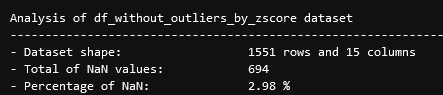 Analysis of df_without_outliers_by_zscore dataset
--------------------------------------------------------------
- Dataset shape: 1551 rows and 15 columns
- Total of NaN values: 694
- Percentage of NaN: 2.98 %